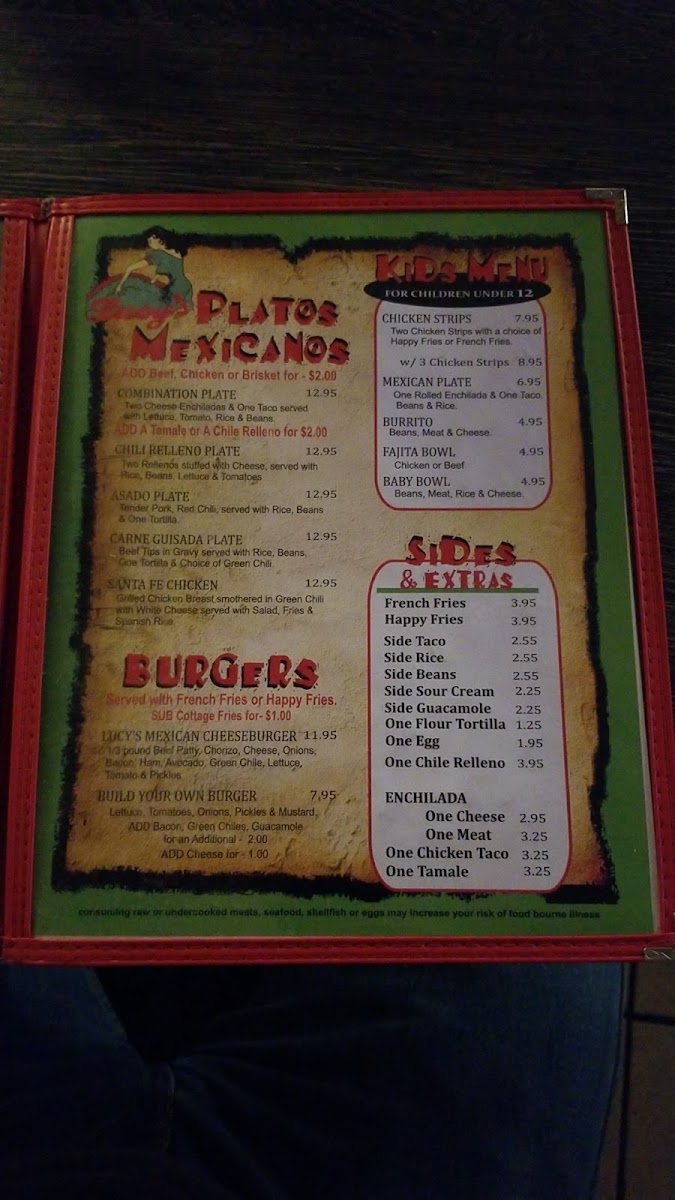 Lucy's PLATOS
MEXICANOS
ADD Beef, Chicken or Brisket for - $2.00
COMBINATION PLATE 12.95
Two Cheese Enchiladas & One Taco served
with Lettuce, Tomato, Rice & Beans.
ADD A Tamale or A Chile Relleno for $2.00
CHILI RELLENO PLATE 12.95
Two Rellenos stuffed with Cheese, served with
Rice, Beans, Lettuce & Tomatoes
ASADO PLATE 12.95
Tender Pork, Red Chili, served with Rice, Beans
& One Tortilla.
CARNE GUISADA PLATE 12.95
Beef Tips in Gravy served with Rice, Beans,
One Tortilla & Choice of Green Chili
SANTA FE CHICKEN 12.95
Grilled Chicken Breast smothered in Green Chili
with White Cheese served with Salad, Fries &
Spanish Rice
BURGERS
Served with French Fries or Happy Fries.
SUB Cottage Fries for- $1.00
LUCY'S MEXICAN CHEESEBURGER 11.95
1/3 pound Beef Patty, Chorizo, Cheese, Onions,
Bacon, Ham, Avocado, Green Chile, Lettuce,
Tomato & Pickles
BUILD YOUR OWN BURGER 7.95
Lettuce, Tomatoes, Onions, Pickles & Mustard,
ADD Bacon, Green Chiles, Guacamole
for an Additional - 2.00
ADD Cheese for - 1.00
KIDS MENU
FOR CHILDREN UNDER 12
CHICKEN STRIPS 7.95
Two Chicken Strips with a choice of
Happy Fries or French Fries.
w/ 3 Chicken Strips 8.95
MEXICAN PLATE 6.95
One Rolled Enchilada & One Taco,
Beans & Rice.
BURRITO 4.95
Beans, Meat & Cheese.
FAJITA BOWL 4.95
Chicken or Beef
BABY BOWL 4.95
Beans, Meat, Rice & Cheese.
SIDES
& EXTRAS
French Fries 3.95
Happy Fries 3.95
Side Taco 2.55
Side Rice 2.55
Side Beans 2.55
Side Sour Cream 2.25
Side Guacamole 2.25
One Flour Tortilla 1.25
One Egg 1.95
One Chile Relleno 3.95
ENCHILADA
One Cheese 2.95
One Meat 3.25
One Chicken Taco 3.25
One Tamale 3.25
consuming raw or undercooked meats, seafood, shellfish or eggs may increase your risk of food bourne illness